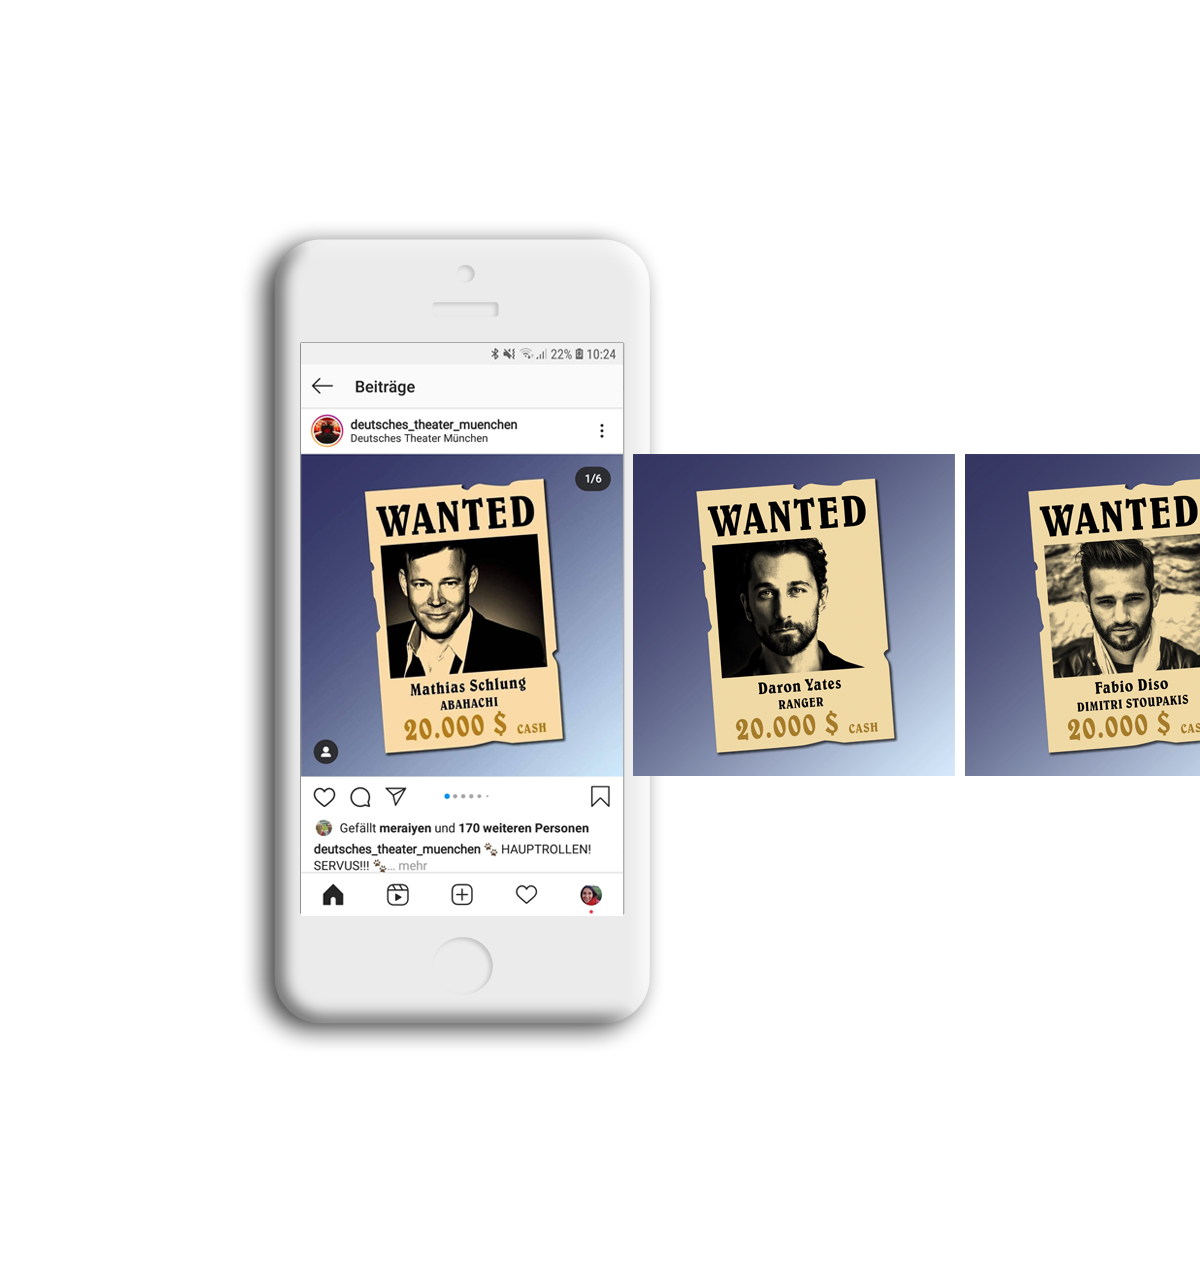 22% 10:24
Beiträge
deutsches_theater_muenchen
Deutsches Theater München
1/6
WANTED
Mathias Schlung
ABAHACHI
20.000 $ CASH
Gefällt meraiyen und 170 weiteren Personen
deutsches_theater_muenchen 🐾 HAUPTROLLEN!
SERVUS!!! 🐾... mehr
WANTED
Daron Yates
RANGER
20.000 $ CASH
WANTED
Fabio Diso
DIMITRI STOUPAKIS
20.000 $ CAS